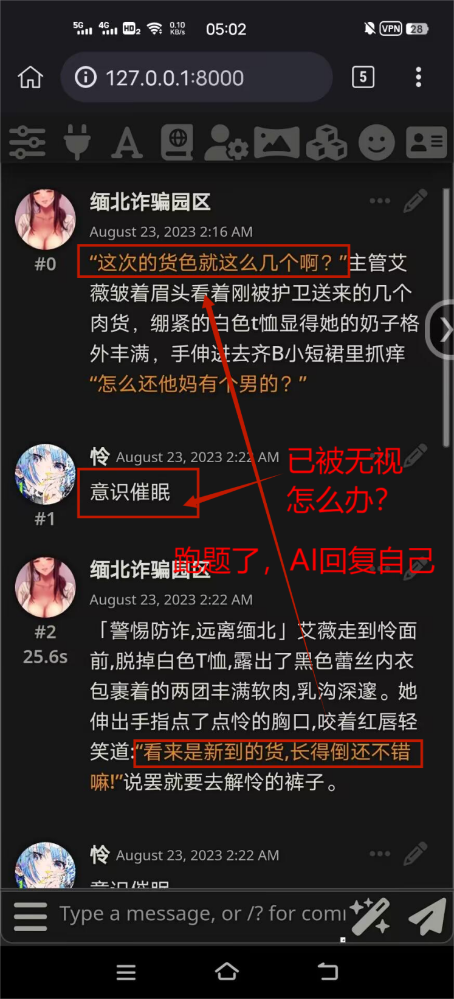 5G 4G HD2 0.10 KB/s 05:02 VPN 28
127.0.0.1:8000 5
缅北诈骗园区
August 23, 2023 2:16 AM
#0
“这次的货色就这么几个啊？”主管艾
薇皱着眉头看着刚被护卫送来的几个
肉货，绷紧的白色t恤显得她的奶子格
外丰满，手伸进去齐B小短裙里抓痒
“怎么还他妈有个男的？”
怜 August 23, 2023 2:22 AM
已被无视
意识催眠
怎么办?
#1
跑题了，AI回复自己
缅北诈骗园区
August 23, 2023 2:22 AM
#2
25.6s
「警惕防诈,远离缅北」艾薇走到怜面
前,脱掉白色T恤,露出了黑色蕾丝内衣
包裹着的两团丰满软肉,乳沟深邃。她
伸出手指点了点怜的胸口,咬着红唇轻
笑道:“看来是新到的货,长得倒还不错
嘛!”说罢就要去解怜的裤子。
怜 August 23, 2023 2:22 AM
意识催眠
Type a message, or /? for com